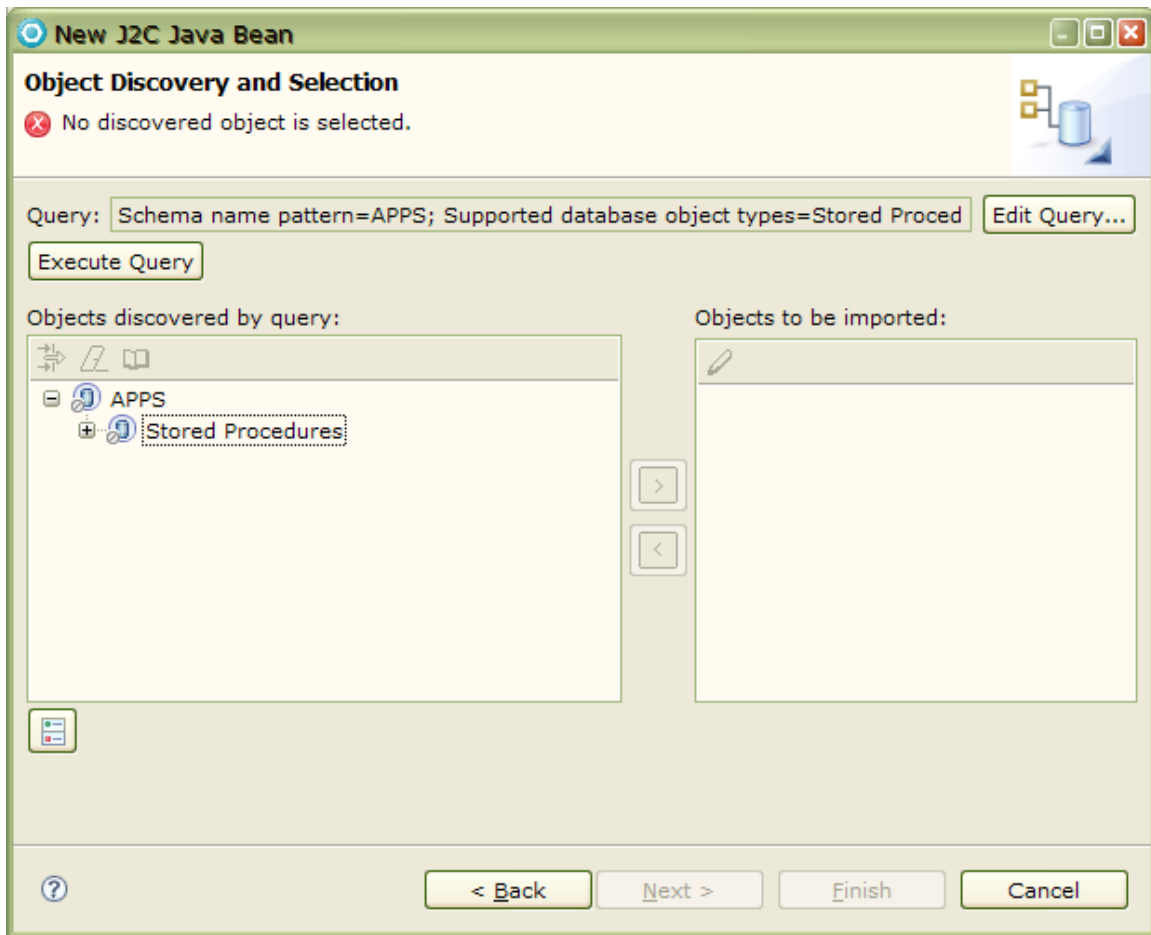 New J2C Java Bean
Object Discovery and Selection
No discovered object is selected.
Query: Schema name pattern=APPS; Supported database object types=Stored Proced Edit Query...
Execute Query
Objects discovered by query: Objects to be imported:
APPS
Stored Procedures
>
<
< Back Next > Finish Cancel